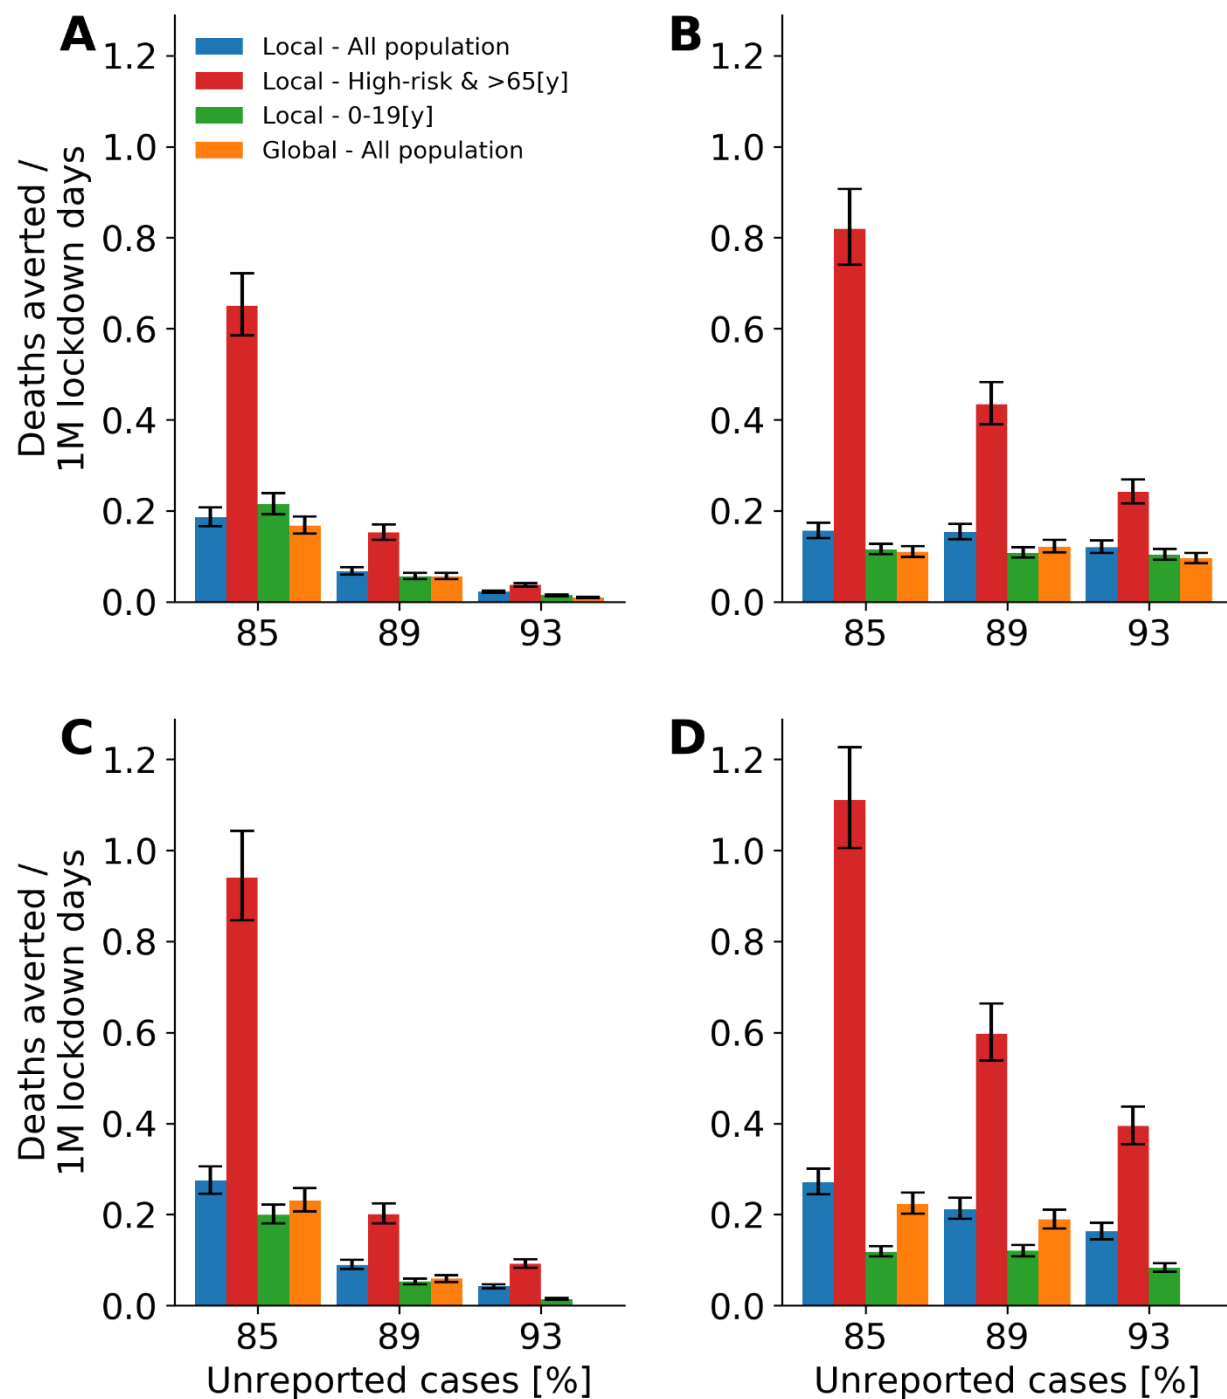 A
Deaths averted /
1M lockdown days
1.2
1.0
0.8
0.6
0.4
0.2
0.0
Local - All population
Local - High-risk & >65[y]
Local - 0-19[y]
Global - All population
85 89 93
B
1.2
1.0
0.8
0.6
0.4
0.2
0.0
85 89 93
C
Deaths averted /
1M lockdown days
1.2
1.0
0.8
0.6
0.4
0.2
0.0
85 89 93
Unreported cases [%]
D
1.2
1.0
0.8
0.6
0.4
0.2
0.0
85 89 93
Unreported cases [%]